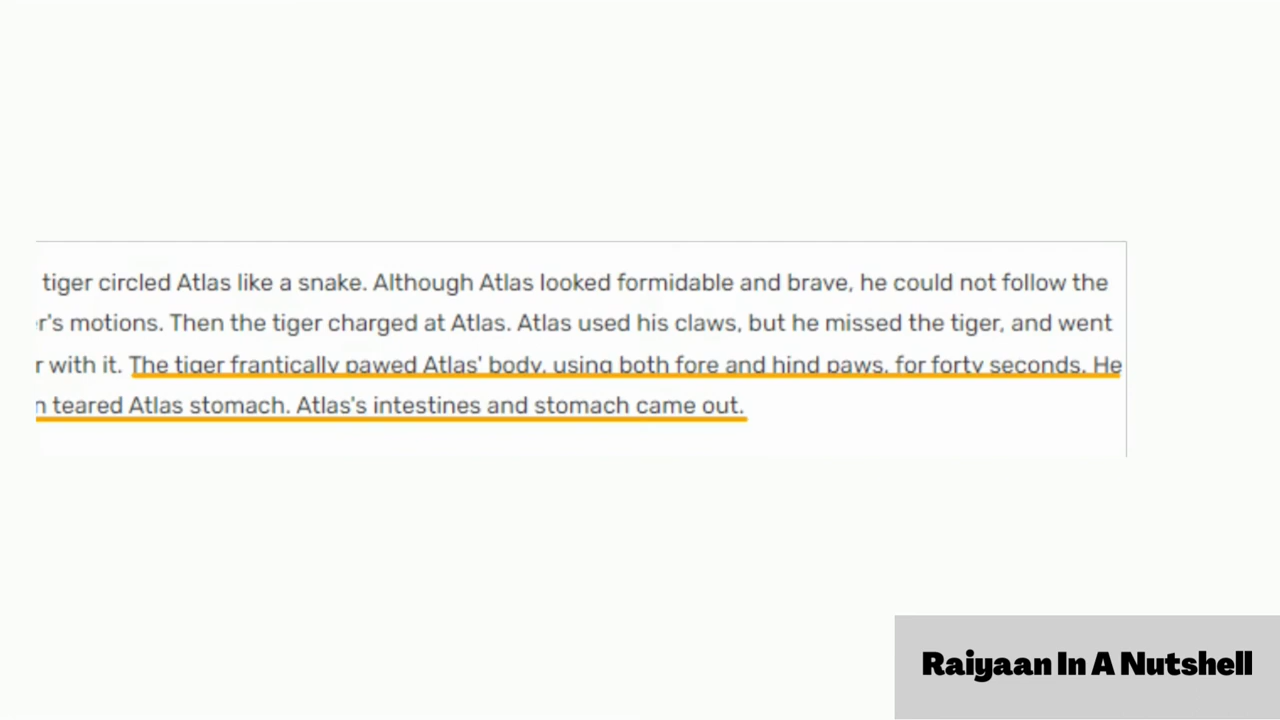 tiger circled Atlas like a snake. Although Atlas looked formidable and brave, he could not follow the
r's motions. Then the tiger charged at Atlas. Atlas used his claws, but he missed the tiger, and went
r with it. The tiger frantically pawed Atlas' body, using both fore and hind paws, for forty seconds. He
n teared Atlas stomach. Atlas's intestines and stomach came out.
Raiyaan In A Nutshell